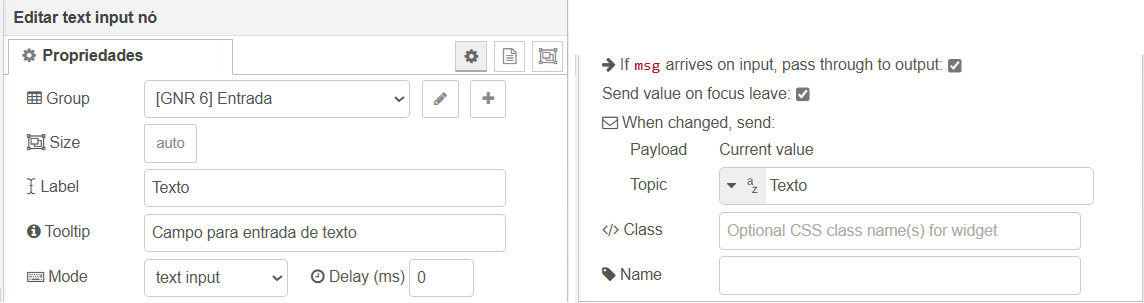 Editar text input nó
Propriedades
Group [GNR 6] Entrada
Size auto
Label Texto
Tooltip Campo para entrada de texto
Mode text input Delay (ms) 0
If msg arrives on input, pass through to output:
Send value on focus leave:
When changed, send:
Payload Current value
Topic az Texto
</> Class Optional CSS class name(s) for widget
Name